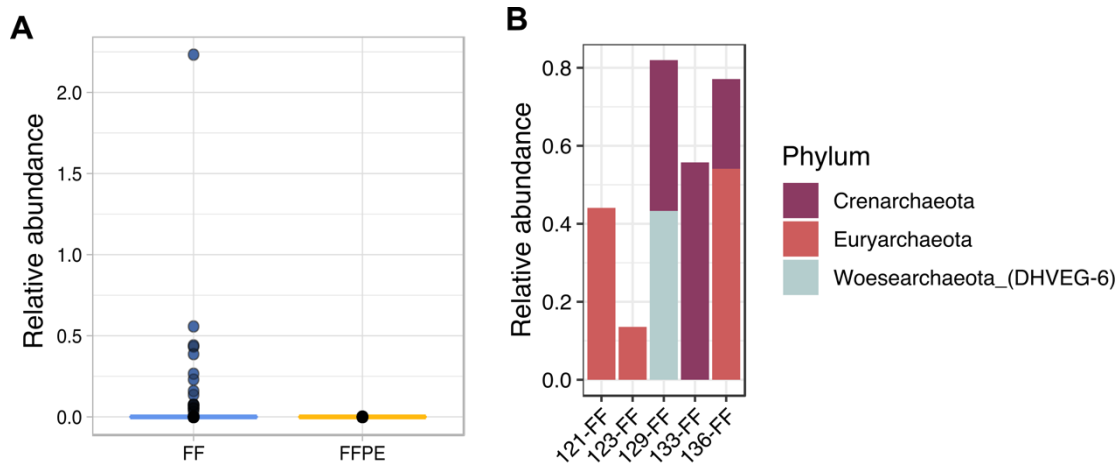 A
Relative abundance
2.0
1.5
1.0
0.5
0.0
FF
FFPE
B
Relative abundance
0.8
0.6
0.4
0.2
0.0
121-FF
123-FF
129-FF
133-FF
136-FF
Phylum
Crenarchaeota
Euryarchaeota
Woesearchaeota_(DHVEG-6)